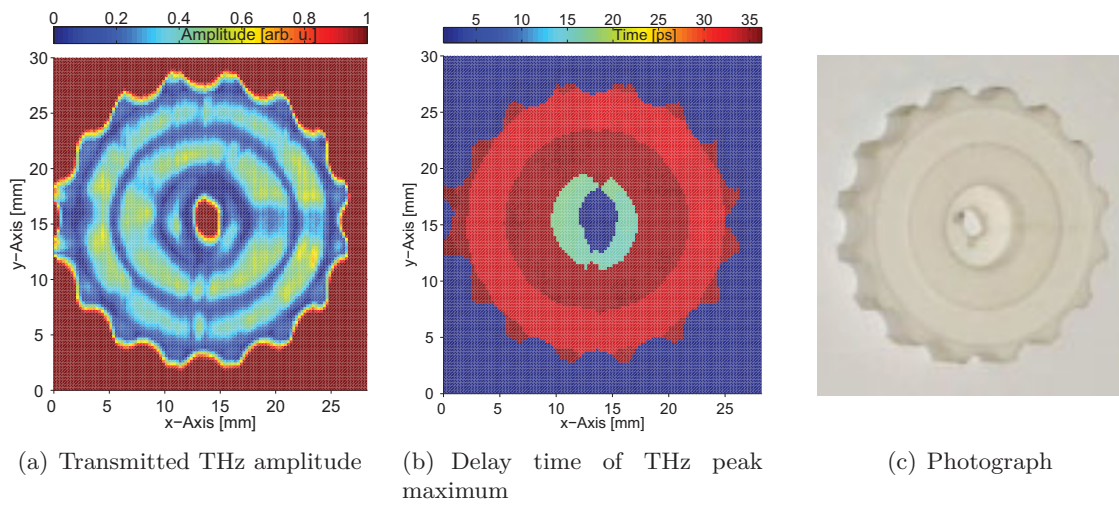 0 0.2 0.4 0.6 0.8 1
Amplitude [arb. u.]
30
25
20
15
10
5
0
y-Axis [mm]
0 5 10 15 20 25
x-Axis [mm]
(a) Transmitted THz amplitude
5 10 15 20 25 30 35
Time [ps]
30
25
20
15
10
5
0
y-Axis [mm]
0 5 10 15 20 25
x-Axis [mm]
(b) Delay time of THz peak
maximum
(c) Photograph